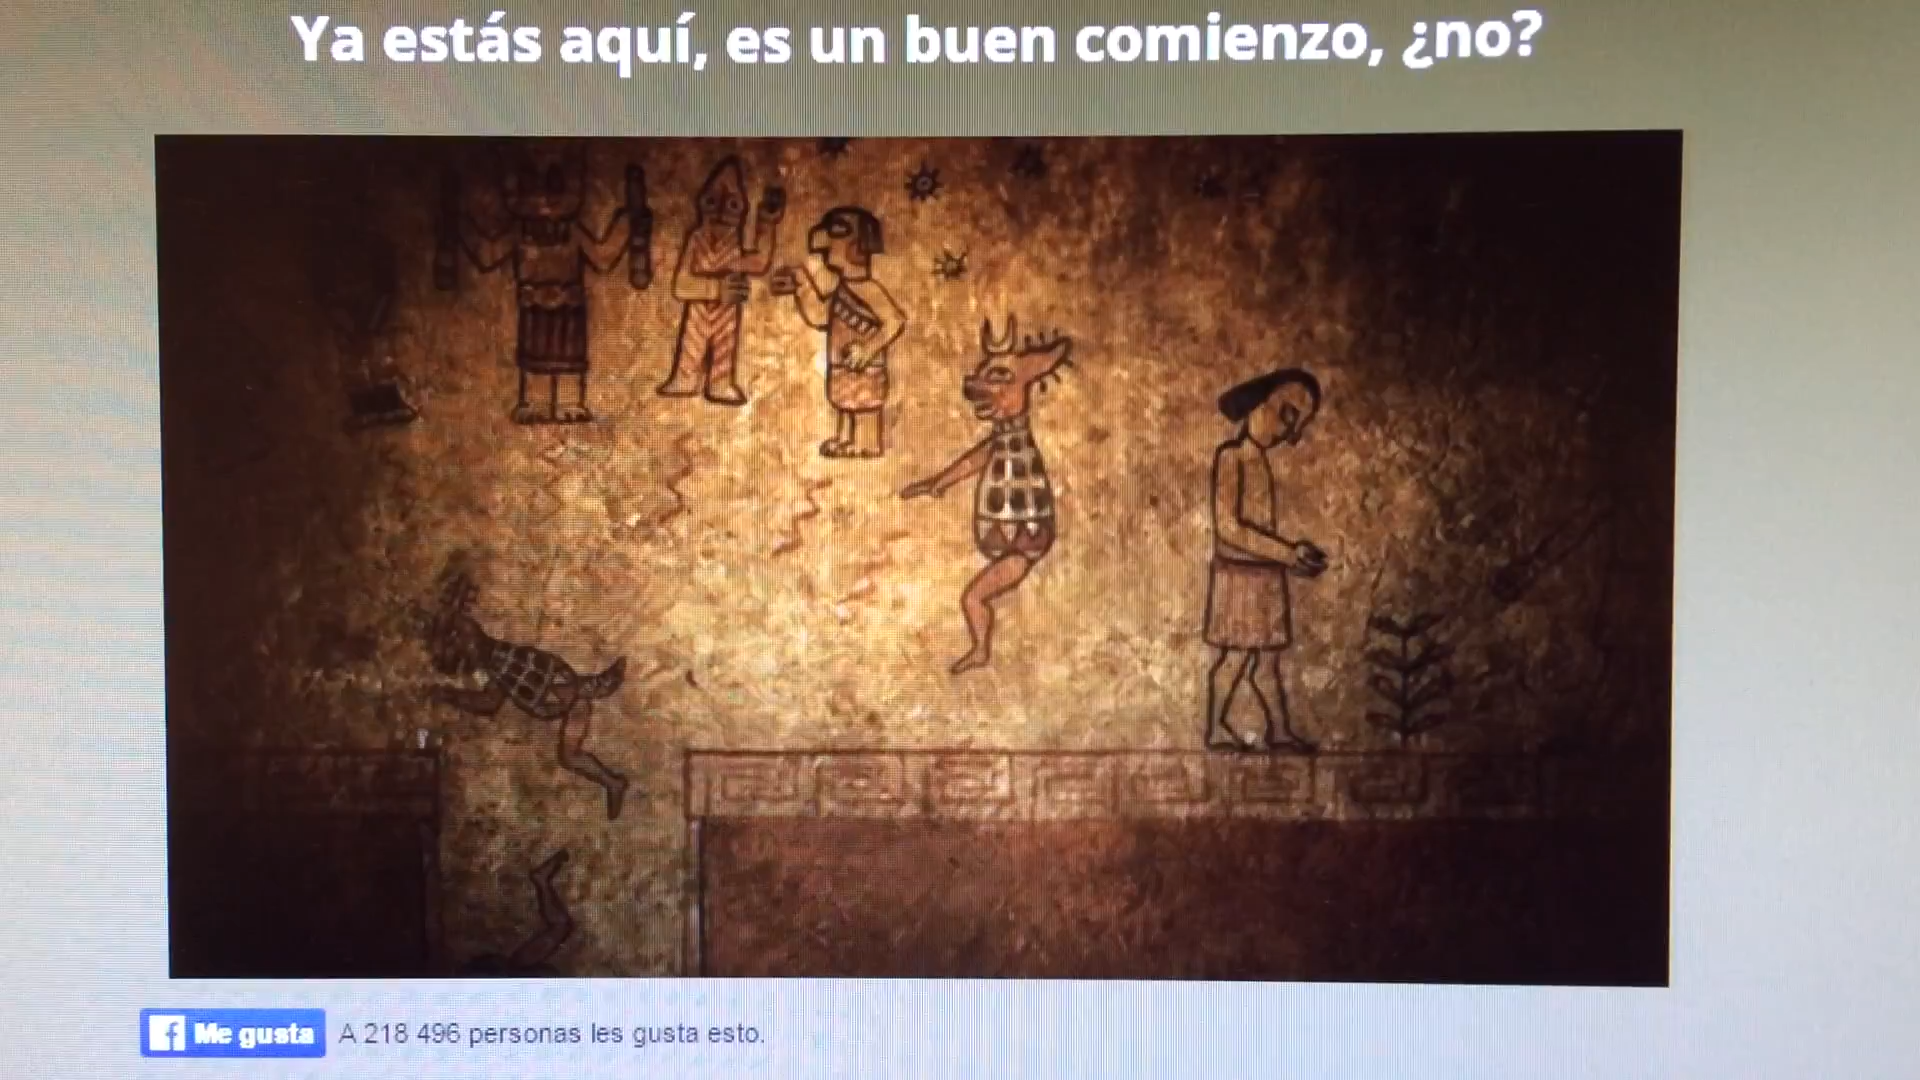 Ya estás aquí, es un buen comienzo, ¿no?
f Me gusta A 218 496 personas les gusta esto.